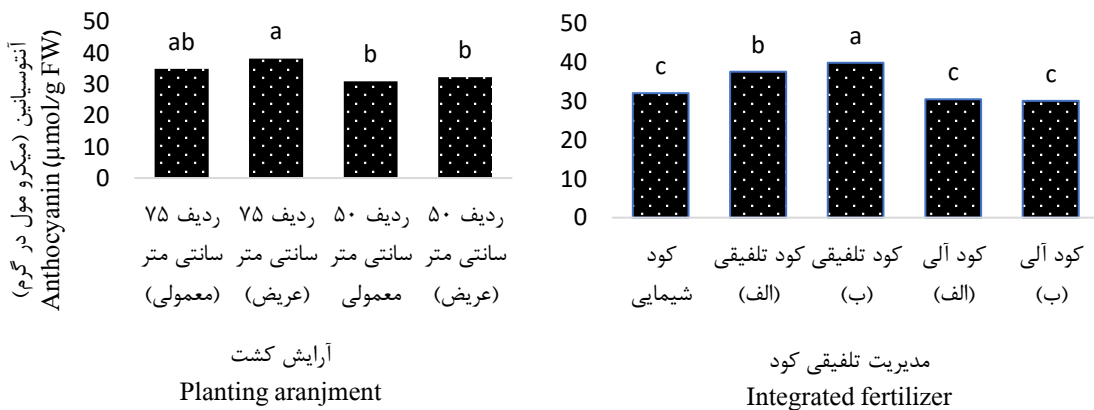 آنتوسیانین (میکرو مول در گرم)
Anthocyanin (µmol/g FW)
50
40
30
20
10
0
ab
a
b
b
ردیف ۷۵ سانتی متر (معمولی)
ردیف ۷۵ سانتی متر (عریض)
ردیف ۵۰ سانتی متر معمولی
ردیف ۵۰ سانتی متر (عریض)
آرایش کشت
Planting aranjment
50
40
30
20
10
0
c
b
a
c
c
کود شیمایی
کود تلفیقی (الف)
کود تلفیقی (ب)
کود آلی (الف)
کود آلی (ب)
مدیریت تلفیقی کود
Integrated fertilizer